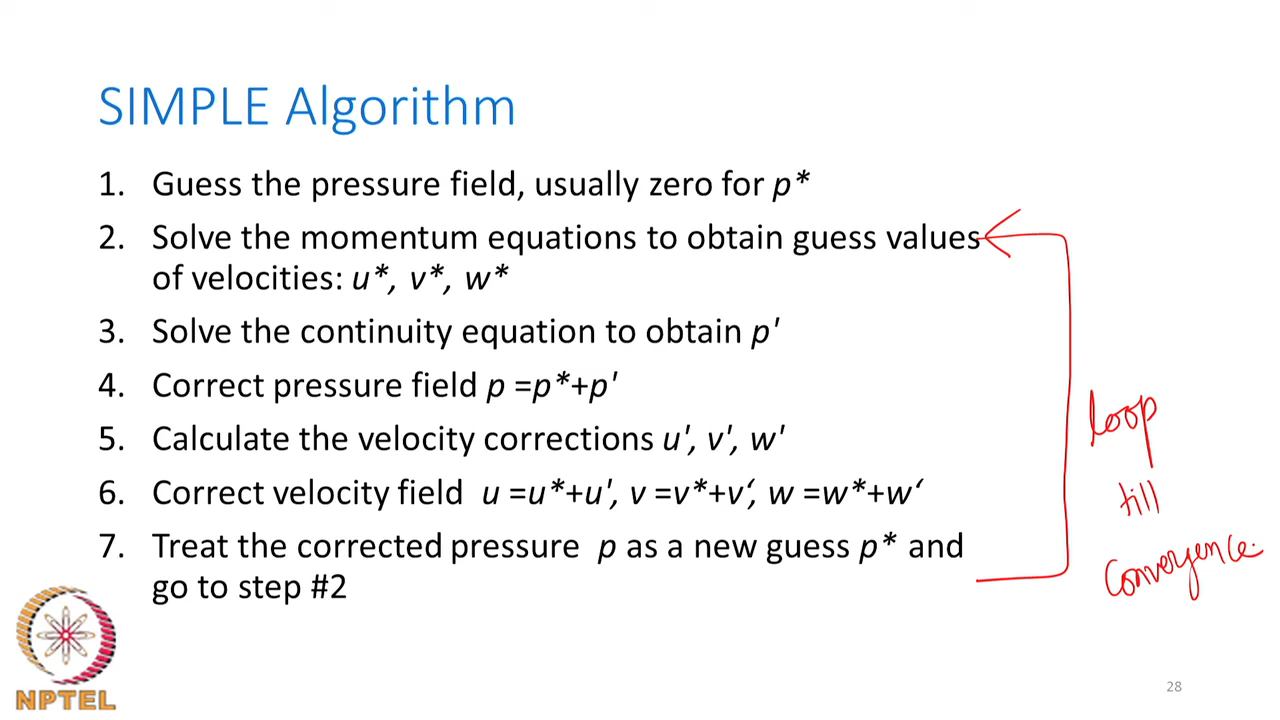 SIMPLE Algorithm
1. Guess the pressure field, usually zero for p*
2. Solve the momentum equations to obtain guess values
of velocities: u*, v*, w*
3. Solve the continuity equation to obtain p'
4. Correct pressure field p =p*+p'
5. Calculate the velocity corrections u', v', w'
6. Correct velocity field u =u*+u', v =v*+v‘, w =w*+w‘
7. Treat the corrected pressure p as a new guess p* and
go to step #2
loop
till
Convergence.
NPTEL
28